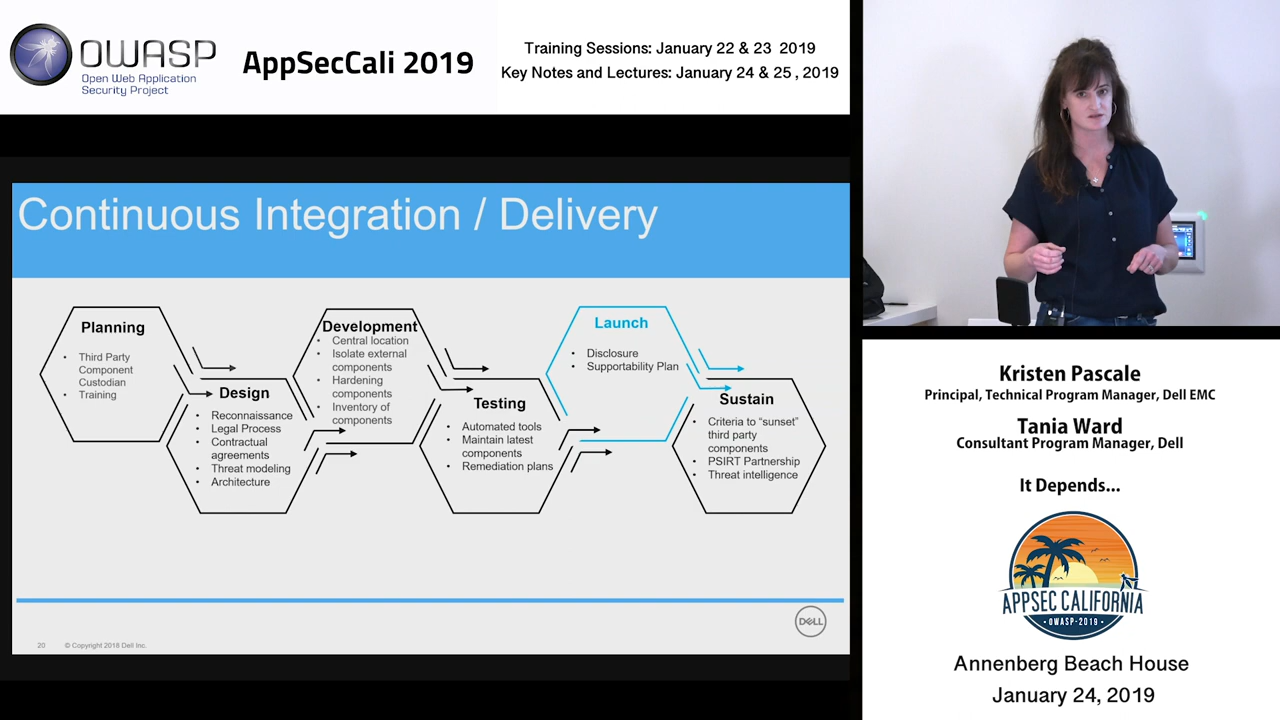 OWASP
Open Web Application
Security Project
AppSecCali 2019
Training Sessions: January 22 & 23 2019
Key Notes and Lectures: January 24 & 25 , 2019
Continuous Integration / Delivery
Planning
• Third Party
Component
Custodian
• Training
Design
• Reconnaissance
• Legal Process
• Contractual
agreements
• Threat modeling
• Architecture
Development
• Central location
• Isolate external
components
• Hardening
components
• Inventory of
components
Testing
• Automated tools
• Maintain latest
components
• Remediation plans
Launch
• Disclosure
• Supportability Plan
Sustain
• Criteria to “sunset”
third party
components
• PSIRT Partnership
• Threat intelligence
DELL
20 © Copyright 2018 Dell Inc.
Kristen Pascale
Principal, Technical Program Manager, Dell EMC
Tania Ward
Consultant Program Manager, Dell
It Depends...
APPSEC CALIFORNIA
• OWASP-2019 •
Annenberg Beach House
January 24, 2019